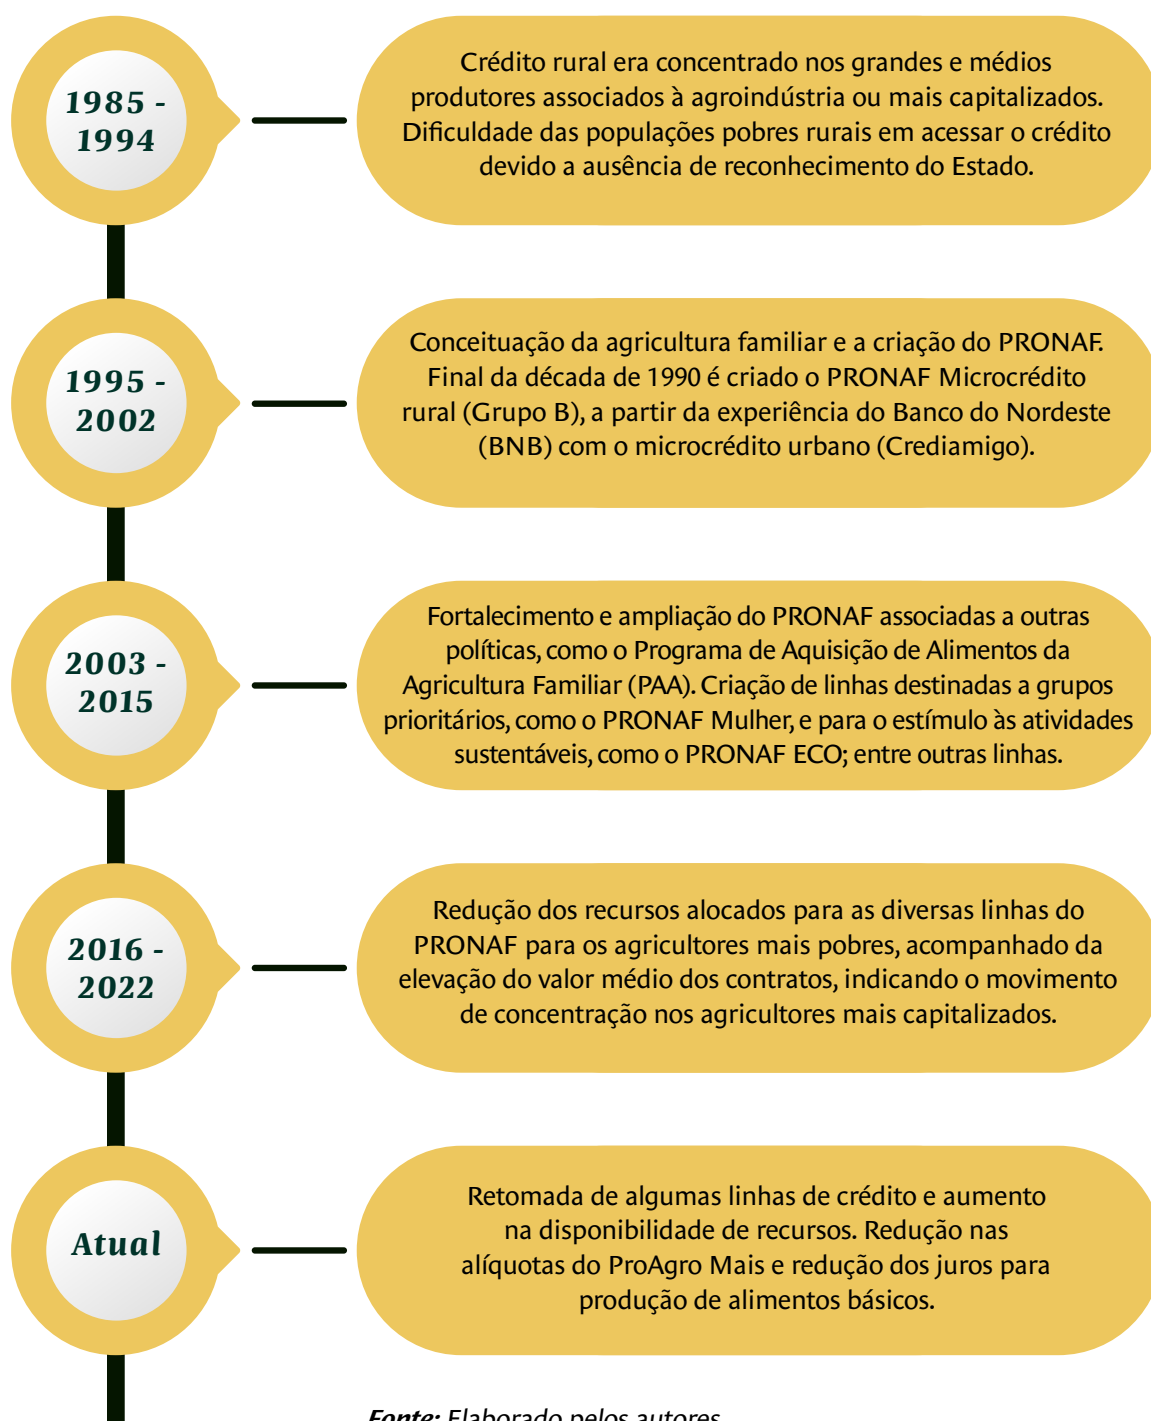 1985 -
1994
Crédito rural era concentrado nos grandes e médios
produtores associados à agroindústria ou mais capitalizados.
Dificuldade das populações pobres rurais em acessar o crédito
devido a ausência de reconhecimento do Estado.
1995 -
2002
Conceituação da agricultura familiar e a criação do PRONAF.
Final da década de 1990 é criado o PRONAF Microcrédito
rural (Grupo B), a partir da experiência do Banco do Nordeste
(BNB) com o microcrédito urbano (Crediamigo).
2003 -
2015
Fortalecimento e ampliação do PRONAF associadas a outras
políticas, como o Programa de Aquisição de Alimentos da
Agricultura Familiar (PAA). Criação de linhas destinadas a grupos
prioritários, como o PRONAF Mulher, e para o estímulo às atividades
sustentáveis, como o PRONAF ECO; entre outras linhas.
2016 -
2022
Redução dos recursos alocados para as diversas linhas do
PRONAF para os agricultores mais pobres, acompanhado da
elevação do valor médio dos contratos, indicando o movimento
de concentração nos agricultores mais capitalizados.
Atual
Retomada de algumas linhas de crédito e aumento
na disponibilidade de recursos. Redução nas
alíquotas do ProAgro Mais e redução dos juros para
produção de alimentos básicos.
Fonte: Elaborado pelos autores